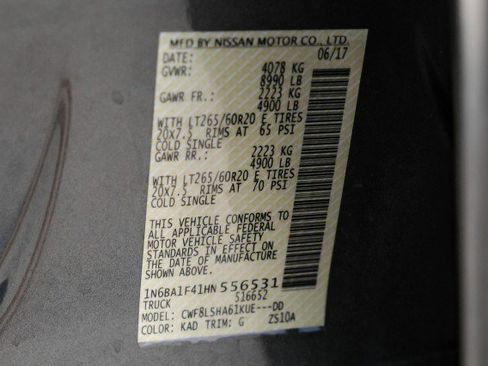 MFD BY NISSAN MOTOR CO., LTD.
DATE: 06/17
GVWR: 4078 KG
8990 LB
GAWR FR.: 2223 KG
4900 LB
WITH LT265/60R20 E TIRES
20X7.5 RIMS AT 65 PSI
COLD SINGLE
GAWR RR.: 2223 KG
4900 LB
WITH LT265/60R20 E TIRES
20X7.5 RIMS AT 70 PSI
COLD SINGLE
THIS VEHICLE CONFORMS TO
ALL APPLICABLE FEDERAL
MOTOR VEHICLE SAFETY
STANDARDS IN EFFECT ON
THE DATE OF MANUFACTURE
SHOWN ABOVE.
1N6BA1F41HN556531
TRUCK S16652
MODEL: CWF8LSHA61KUE---DD
COLOR: KAD TRIM: G ZS10A